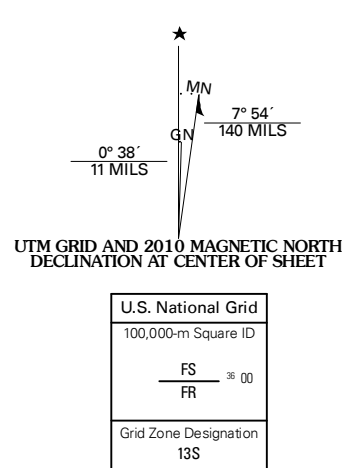 ★
MN
7° 54´
140 MILS
GN
0° 38´
11 MILS
UTM GRID AND 2010 MAGNETIC NORTH
DECLINATION AT CENTER OF SHEET
U.S. National Grid
100,000-m Square ID
FS
36 00
FR
Grid Zone Designation
13S